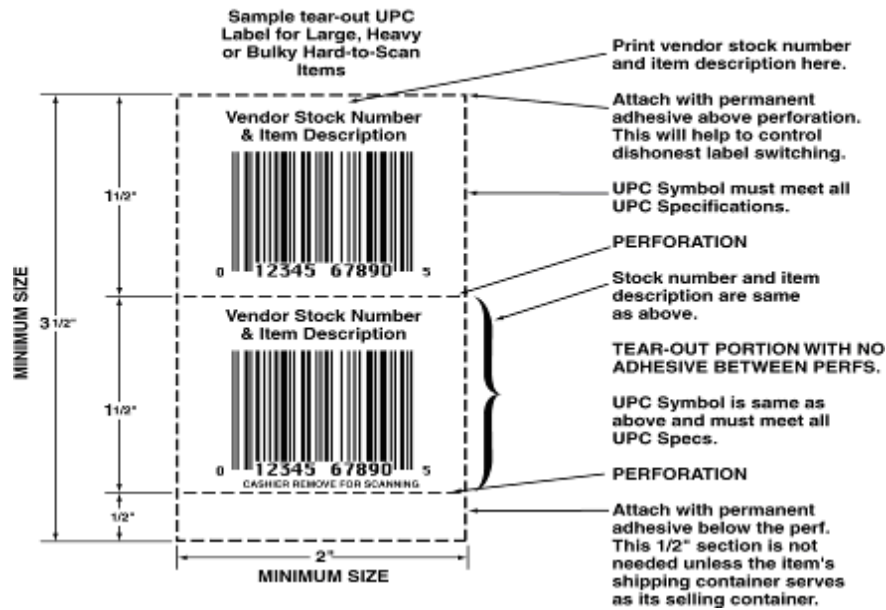 Sample tear-out UPC
Label for Large, Heavy
or Bulky Hard-to-Scan
Items
Print vendor stock number
and item description here.
Attach with permanent
adhesive above perforation.
This will help to control
dishonest label switching.
UPC Symbol must meet all
UPC Specifications.
PERFORATION
Stock number and item
description are same
as above.
TEAR-OUT PORTION WITH NO
ADHESIVE BETWEEN PERFS.
UPC Symbol is same as
above and must meet all
UPC Specs.
PERFORATION
Attach with permanent
adhesive below the perf.
This 1/2" section is not
needed unless the item's
shipping container serves
as its selling container.
Vendor Stock Number
& Item Description
0 12345 67890 5
Vendor Stock Number
& Item Description
0 12345 67890 5
CASHIER REMOVE FOR SCANNING
MINIMUM SIZE
3 1/2"
1 1/2"
1 1/2"
1/2"
2"
MINIMUM SIZE